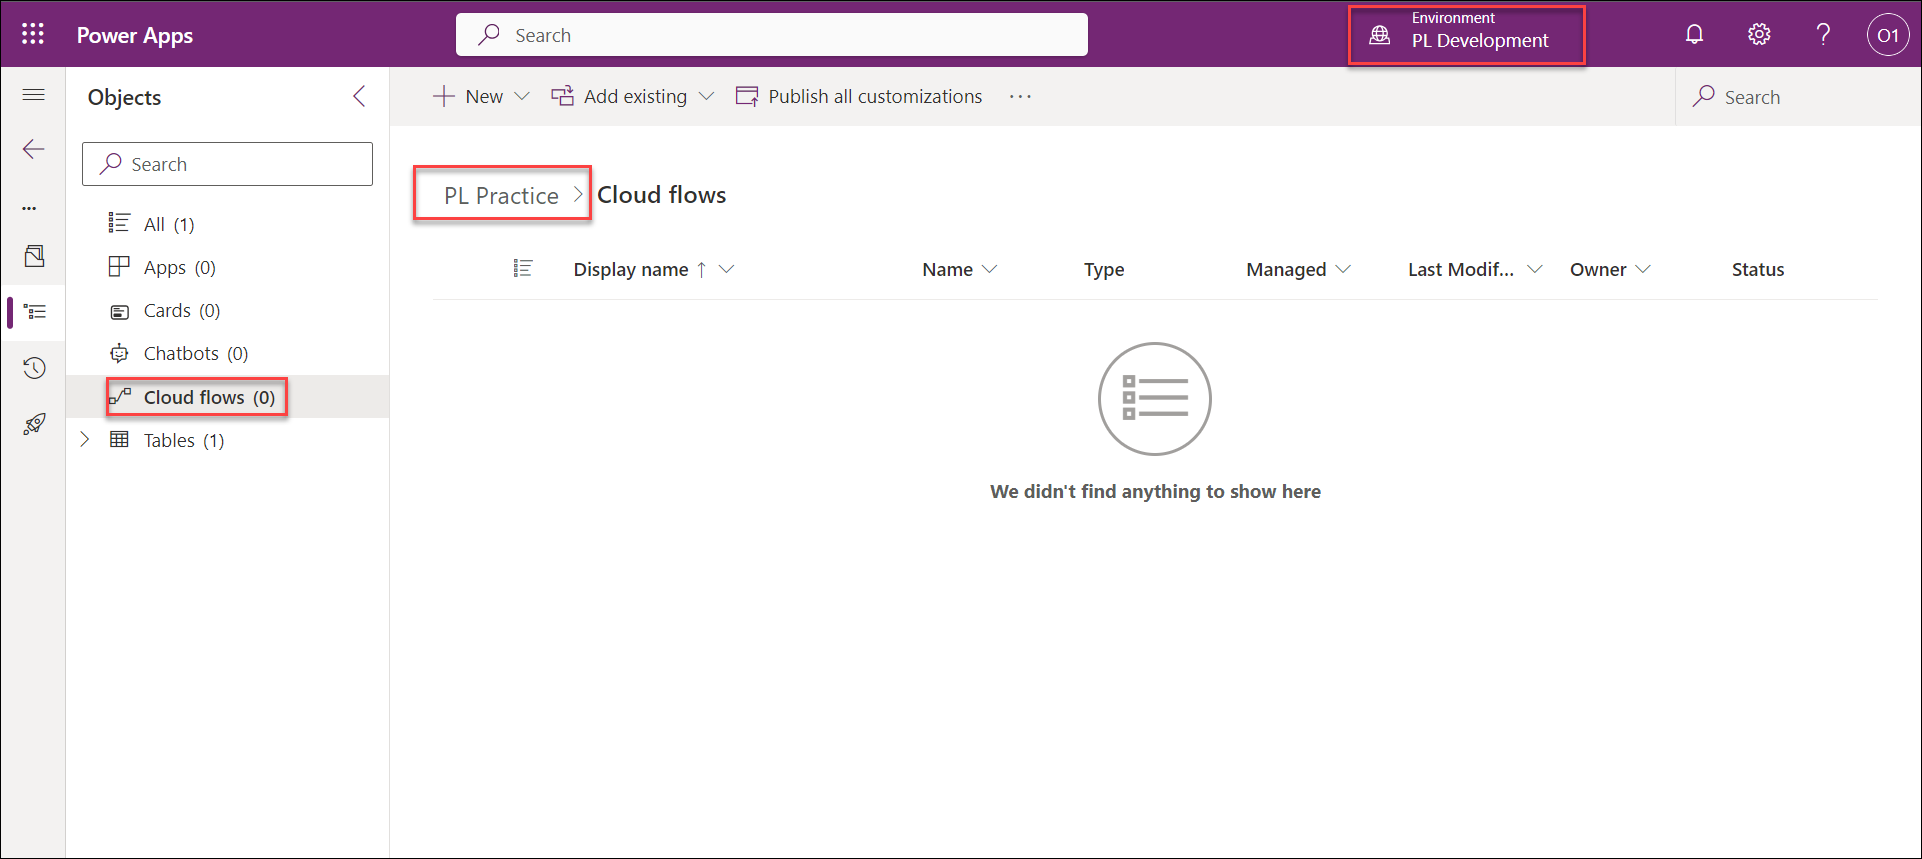 Power Apps
Search
Environment
PL Development
?
O1
Objects
New
Add existing
Publish all customizations
...
Search
Search
...
All (1)
Apps (0)
Cards (0)
Chatbots (0)
Cloud flows (0)
Tables (1)
PL Practice > Cloud flows
Display name ↑
Name
Type
Managed
Last Modif...
Owner
Status
We didn't find anything to show here